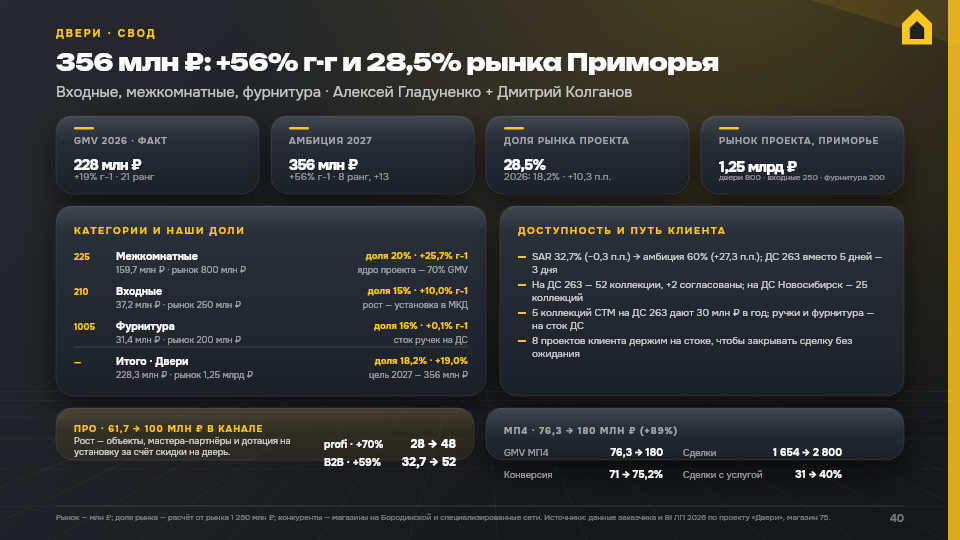 ДВЕРИ · СВОД
356 млн ₽: +56% г-г и 28,5% рынка Приморья
Входные, межкомнатные, фурнитура · Алексей Гладуненко + Дмитрий Колганов
GMV 2026 · ФАКТ
228 млн ₽
+19% г-1 · 21 ранг
АМБИЦИЯ 2027
356 млн ₽
+56% г-1 · 8 ранг, +13
ДОЛЯ РЫНКА ПРОЕКТА
28,5%
2026: 18,2% · +10,3 п.п.
РЫНОК ПРОЕКТА, ПРИМОРЬЕ
1,25 млрд ₽
двери 800 · входные 250 · фурнитура 200
КАТЕГОРИИ И НАШИ ДОЛИ
225 Межкомнатные доля 20% · +25,7% г-1
159,7 млн ₽ · рынок 800 млн ₽ ядро проекта — 70% GMV
210 Входные доля 15% · +10,0% г-1
37,2 млн ₽ · рынок 250 млн ₽ рост — установка в МКД
1005 Фурнитура доля 16% · +0,1% г-1
31,4 млн ₽ · рынок 200 млн ₽ сток ручек на ДС
— Итого · Двери доля 18,2% · +19,0%
228,3 млн ₽ · рынок 1,25 млрд ₽ цель 2027 — 356 млн ₽
ДОСТУПНОСТЬ И ПУТЬ КЛИЕНТА
— SAR 32,7% (−0,3 п.п.) → амбиция 60% (+27,3 п.п.); ДС 263 вместо 5 дней —
3 дня
— На ДС 263 — 52 коллекции, +2 согласованы; на ДС Новосибирск — 25
коллекций
— 5 коллекций СТМ на ДС 263 дают 30 млн ₽ в год; ручки и фурнитура —
на сток ДС
— 8 проектов клиента держим на стоке, чтобы закрывать сделку без
ожидания
ПРО · 61,7 → 100 МЛН ₽ В КАНАЛЕ
Рост — объекты, мастера-партнёры и дотация на
установку за счёт скидки на дверь.
profi · +70% 28 → 48
B2B · +59% 32,7 → 52
МП4 · 76,3 → 180 МЛН ₽ (+89%)
GMV МП4 76,3 → 180 Сделки 1 654 → 2 800
Конверсия 71 → 75,2% Сделки с услугой 31 → 40%
Рынок — млн ₽; доля рынка — расчёт от рынка 1 250 млн ₽; конкуренты — магазины на Бородинской и специализированные сети. Источники: данные заказчика и BI ЛП 2026 по проекту «Двери», магазин 75.
40